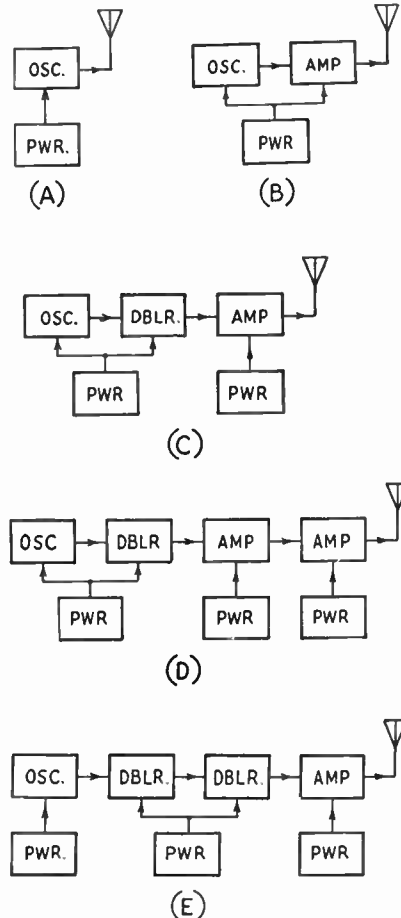 OSC.
PWR.
(A)
OSC. AMP
PWR
(B)
OSC. DBLR. AMP
PWR PWR
(C)
OSC DBLR AMP AMP
PWR PWR PWR
(D)
OSC. DBLR. DBLR. AMP
PWR. PWR PWR
(E)